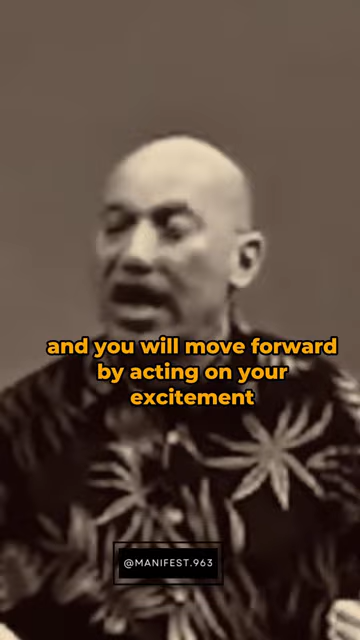 and you will move forward
by acting on your
excitement
@MANIFEST.963